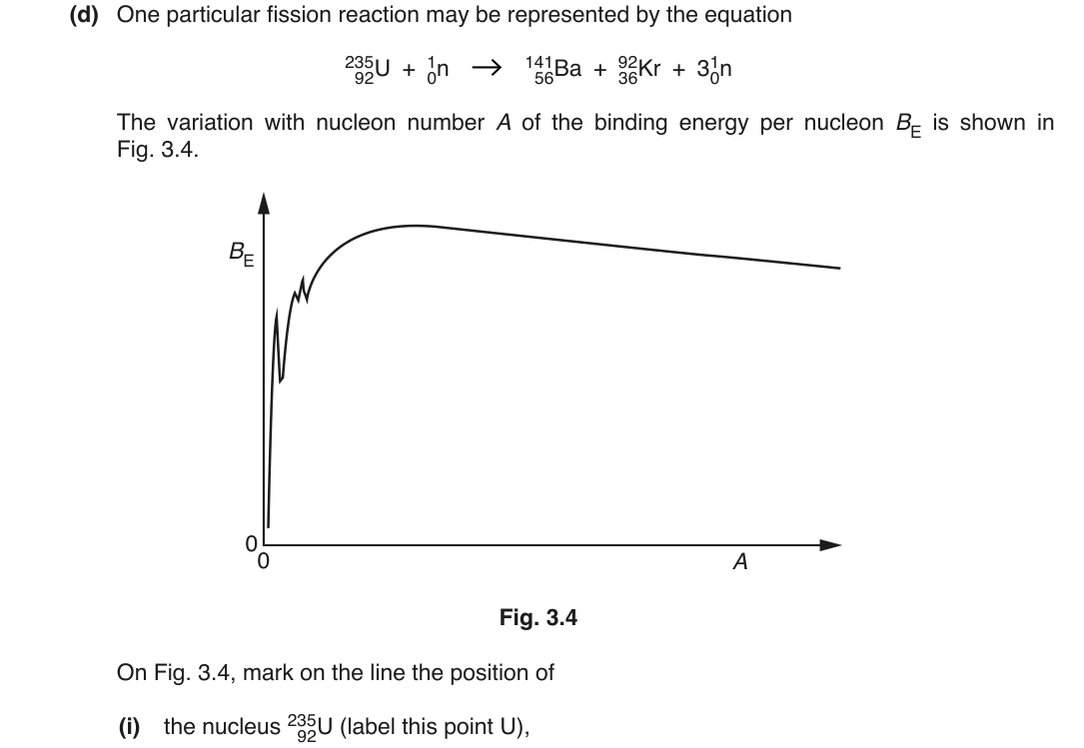 (d) One particular fission reaction may be represented by the equation
²³⁵₉₂U + ¹₀n → ¹⁴¹₅₆Ba + ⁹²₃₆Kr + 3¹₀n
The variation with nucleon number A of the binding energy per nucleon B_E is shown in
Fig. 3.4.
B_E
0
0
A
Fig. 3.4
On Fig. 3.4, mark on the line the position of
(i) the nucleus ²³⁵₉₂U (label this point U),